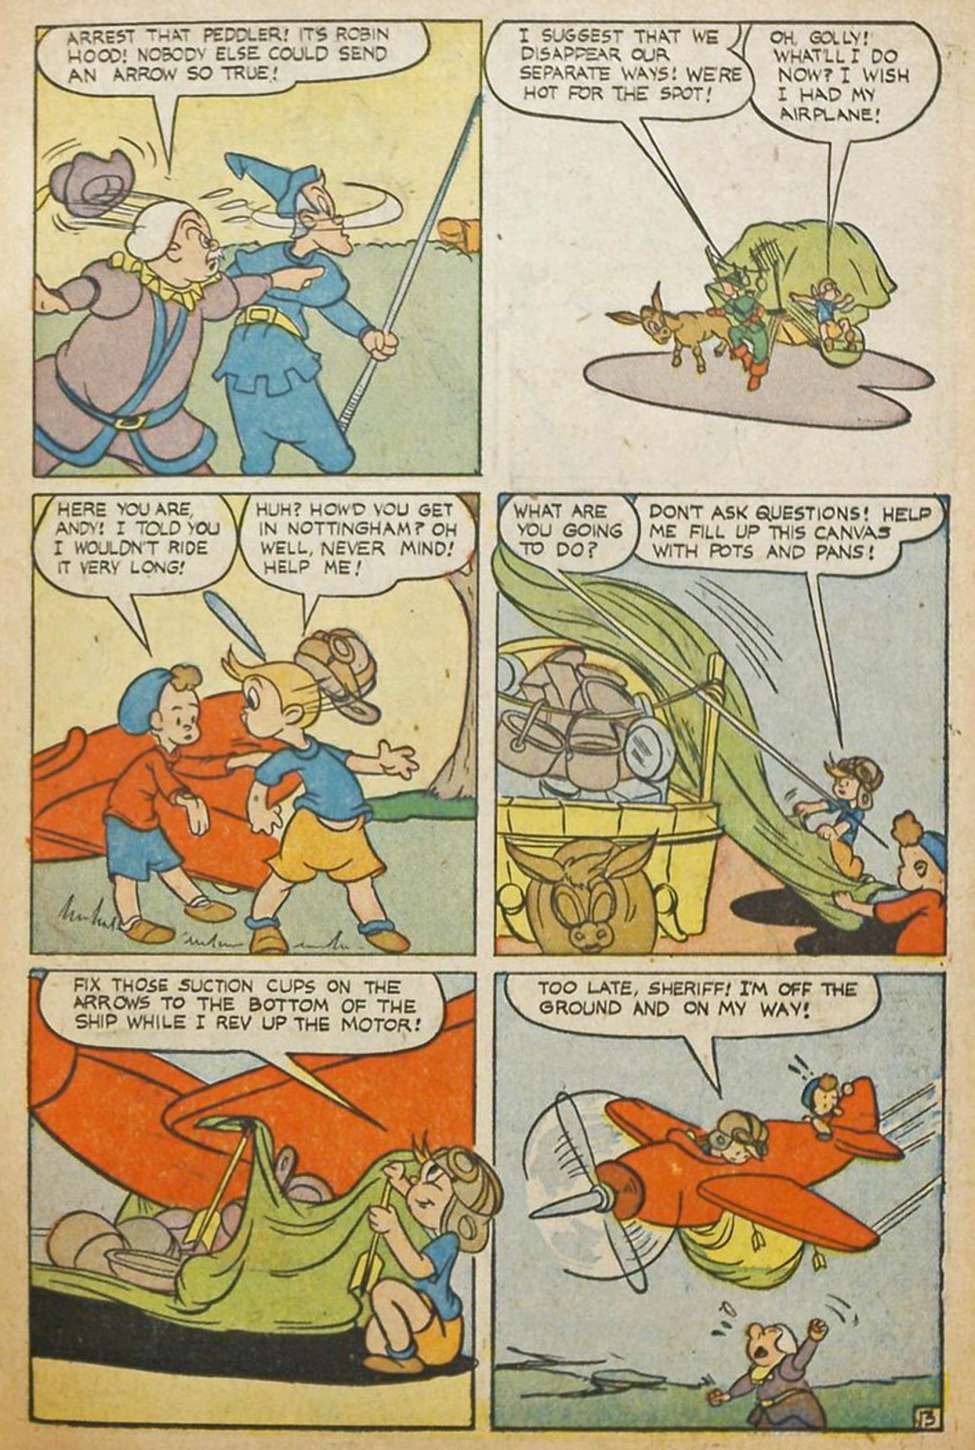 ARREST THAT PEDDLER! IT'S ROBIN
HOOD! NOBODY ELSE COULD SEND
AN ARROW SO TRUE!
I SUGGEST THAT WE
DISAPPEAR OUR
SEPARATE WAYS! WE'RE
HOT FOR THE SPOT!
OH, GOLLY!
WHAT'LL I DO
NOW? I WISH
I HAD MY
AIRPLANE!
HERE YOU ARE,
ANDY! I TOLD YOU
I WOULDN'T RIDE
IT VERY LONG!
HUH? HOW'D YOU GET
IN NOTTINGHAM? OH
WELL, NEVER MIND!
HELP ME!
WHAT ARE
YOU GOING
TO DO?
DON'T ASK QUESTIONS! HELP
ME FILL UP THIS CANVAS
WITH POTS AND PANS!
FIX THOSE SUCTION CUPS ON THE
ARROWS TO THE BOTTOM OF THE
SHIP WHILE I REV UP THE MOTOR!
TOO LATE, SHERIFF! I'M OFF THE
GROUND AND ON MY WAY!
!!
13